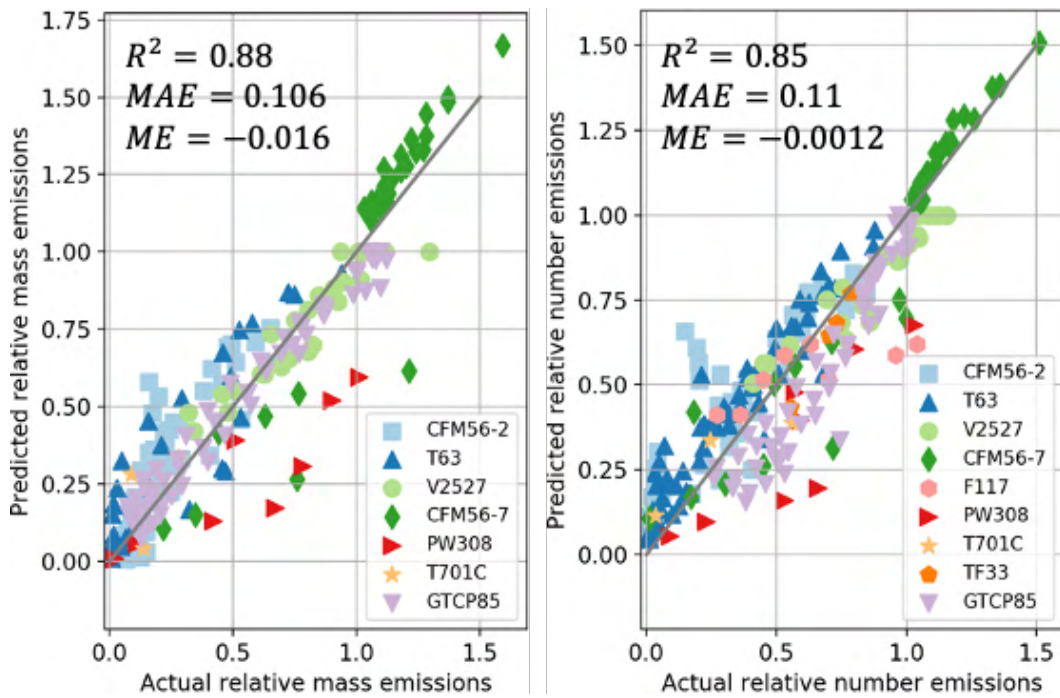 R² = 0.88
MAE = 0.106
ME = −0.016
Predicted relative mass emissions
1.75
1.50
1.25
1.00
0.75
0.50
0.25
0.00
CFM56-2
T63
V2527
CFM56-7
PW308
T701C
GTCP85
0.0 0.5 1.0 1.5
Actual relative mass emissions
R² = 0.85
MAE = 0.11
ME = −0.0012
Predicted relative number emissions
1.50
1.25
1.00
0.75
0.50
0.25
0.00
CFM56-2
T63
V2527
CFM56-7
F117
PW308
T701C
TF33
GTCP85
0.0 0.5 1.0 1.5
Actual relative number emissions